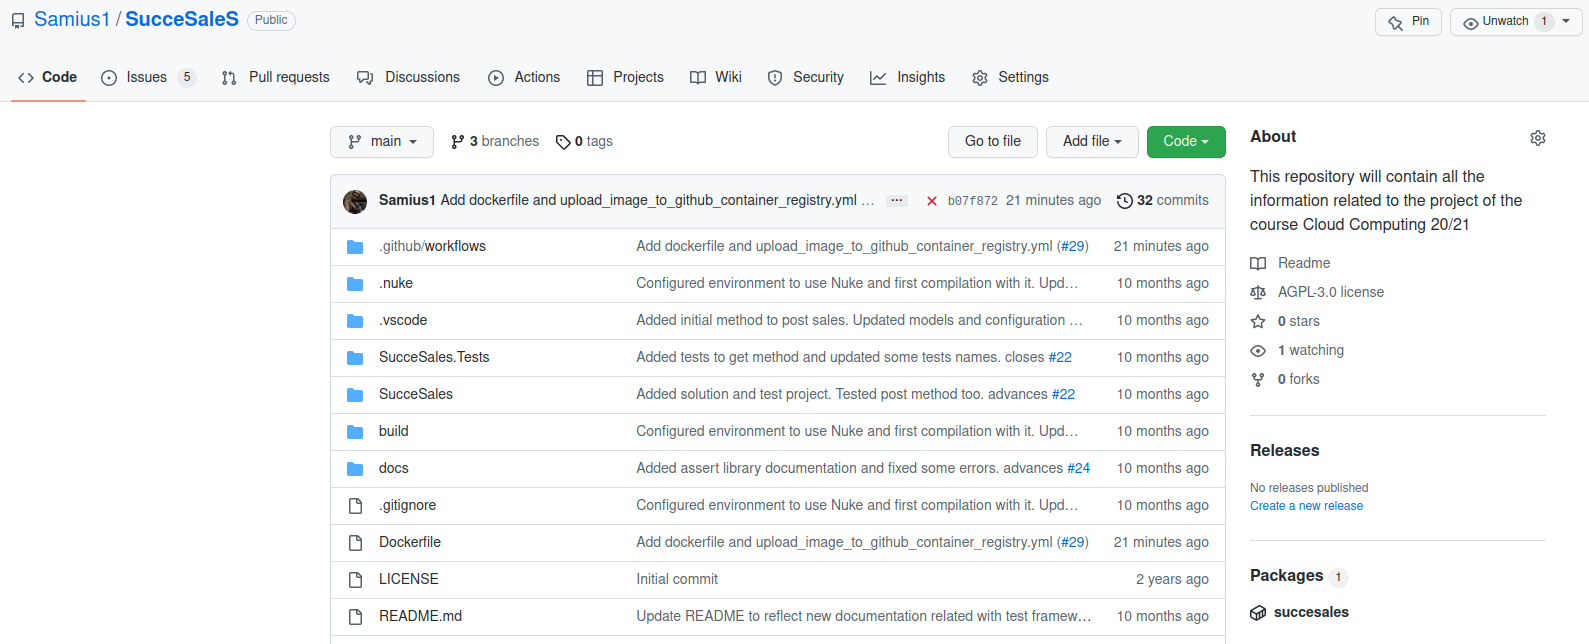 Samius1 / SucceSaleS Public Pin Unwatch 1
Code Issues 5 Pull requests Discussions Actions Projects Wiki Security Insights Settings
main 3 branches 0 tags Go to file Add file Code
Samius1 Add dockerfile and upload_image_to_github_container_registry.yml … ... b07f872 21 minutes ago 32 commits
.github/workflows Add dockerfile and upload_image_to_github_container_registry.yml (#29) 21 minutes ago
.nuke Configured environment to use Nuke and first compilation with it. Upd… 10 months ago
.vscode Added initial method to post sales. Updated models and configuration … 10 months ago
SucceSales.Tests Added tests to get method and updated some tests names. closes #22 10 months ago
SucceSales Added solution and test project. Tested post method too. advances #22 10 months ago
build Configured environment to use Nuke and first compilation with it. Upd… 10 months ago
docs Added assert library documentation and fixed some errors. advances #24 10 months ago
.gitignore Configured environment to use Nuke and first compilation with it. Upd… 10 months ago
Dockerfile Add dockerfile and upload_image_to_github_container_registry.yml (#29) 21 minutes ago
LICENSE Initial commit 2 years ago
README.md Update README to reflect new documentation related with test framew… 10 months ago
About
This repository will contain all the
information related to the project of the
course Cloud Computing 20/21
Readme
AGPL-3.0 license
0 stars
1 watching
0 forks
Releases
No releases published
Create a new release
Packages 1
succesales